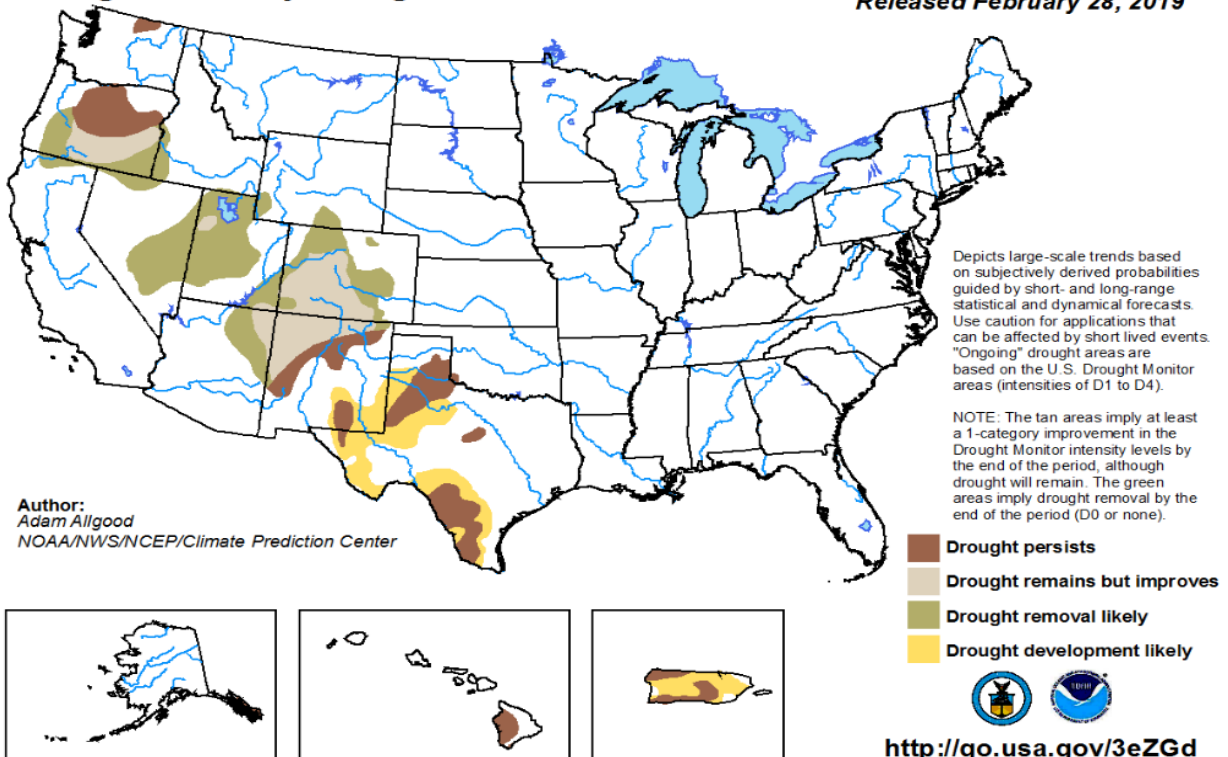 Released February 28, 2019
Depicts large-scale trends based
on subjectively derived probabilities
guided by short- and long-range
statistical and dynamical forecasts.
Use caution for applications that
can be affected by short lived events.
"Ongoing" drought areas are
based on the U.S. Drought Monitor
areas (intensities of D1 to D4).
NOTE: The tan areas imply at least
a 1-category improvement in the
Drought Monitor intensity levels by
the end of the period, although
drought will remain. The green
areas imply drought removal by the
end of the period (D0 or none).
Author:
Adam Allgood
NOAA/NWS/NCEP/Climate Prediction Center
Drought persists
Drought remains but improves
Drought removal likely
Drought development likely
http://go.usa.gov/3eZGd